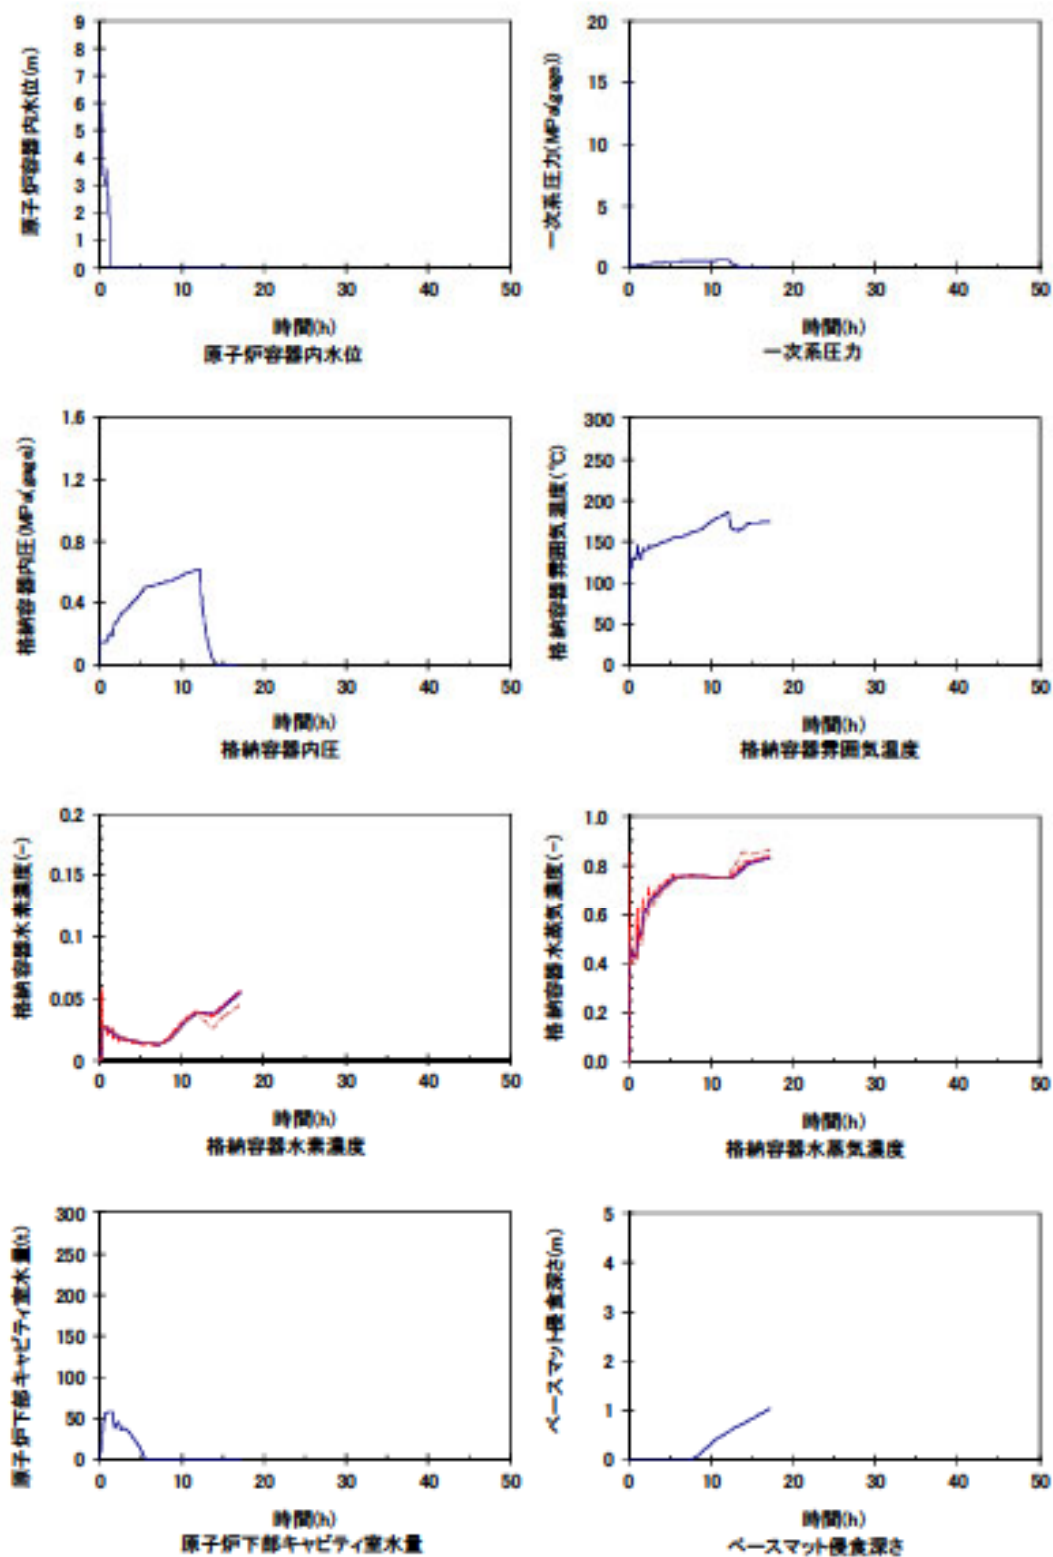 原子炉容器内水位(m)
9
8
7
6
5
4
3
2
1
0
0 10 20 30 40 50
時間(h)
原子炉容器内水位
一次系圧力(MPa(gage))
20
15
10
5
0
0 10 20 30 40 50
時間(h)
一次系圧力
格納容器内圧(MPa(gage))
1.6
1.2
0.8
0.4
0
0 10 20 30 40 50
時間(h)
格納容器内圧
格納容器雰囲気温度(℃)
300
250
200
150
100
50
0
0 10 20 30 40 50
時間(h)
格納容器雰囲気温度
格納容器水素濃度(-)
0.2
0.15
0.1
0.05
0
0 10 20 30 40 50
時間(h)
格納容器水素濃度
格納容器水蒸気濃度(-)
1.0
0.8
0.6
0.4
0.2
0.0
0 10 20 30 40 50
時間(h)
格納容器水蒸気濃度
原子炉下部キャビティ室水量(t)
300
250
200
150
100
50
0
0 10 20 30 40 50
時間(h)
原子炉下部キャビティ室水量
ベースマット侵食深さ(m)
5
4
3
2
1
0
0 10 20 30 40 50
時間(h)
ベースマット侵食深さ